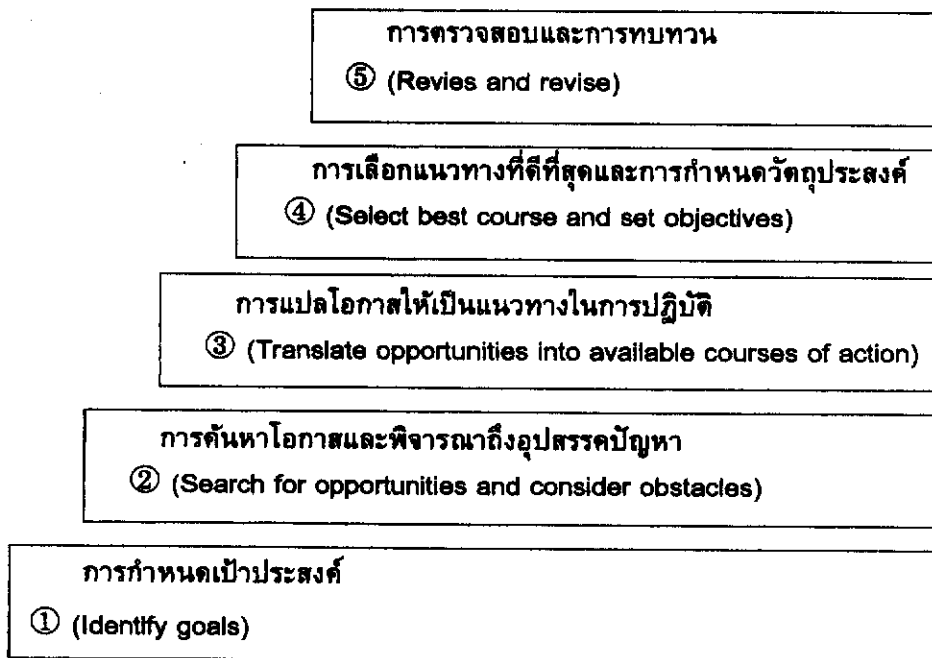 การตรวจสอบและการทบทวน
⑤ (Revies and revise)
การเลือกแนวทางที่ดีที่สุดและการกำหนดวัตถุประสงค์
④ (Select best course and set objectives)
การแปลโอกาสให้เป็นแนวทางในการปฏิบัติ
③ (Translate opportunities into available courses of action)
การค้นหาโอกาสและพิจารณาถึงอุปสรรคปัญหา
② (Search for opportunities and consider obstacles)
การกำหนดเป้าประสงค์
① (Identify goals)